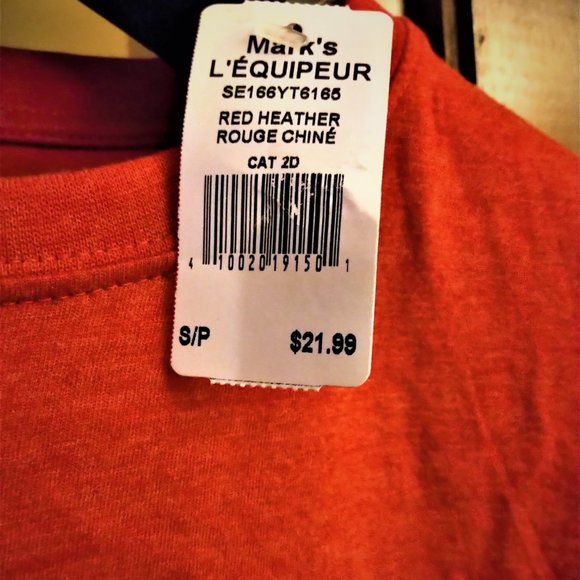 Mark's
L'ÉQUIPEUR
SE166YT6165
RED HEATHER
ROUGE CHINÉ
CAT 2D
4 10020 19150 1
S/P $21.99